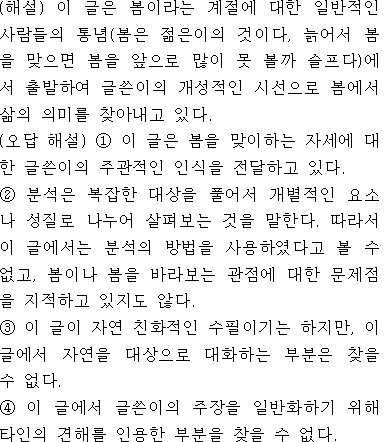 (해설) 이 글은 봄이라는 계절에 대한 일반적인
사람들의 통념(봄은 젊은이의 것이다, 늙어서 봄
을 맞으면 봄을 앞으로 많이 못 볼까 슬프다)에
서 출발하여 글쓴이의 개성적인 시선으로 봄에서
삶의 의미를 찾아내고 있다.
(오답 해설) ① 이 글은 봄을 맞이하는 자세에 대
한 글쓴이의 주관적인 인식을 전달하고 있다.
② 분석은 복잡한 대상을 풀어서 개별적인 요소
나 성질로 나누어 살펴보는 것을 말한다. 따라서
이 글에서는 분석의 방법을 사용하였다고 볼 수
없고, 봄이나 봄을 바라보는 관점에 대한 문제점
을 지적하고 있지도 않다.
③ 이 글이 자연 친화적인 수필이기는 하지만, 이
글에서 자연을 대상으로 대화하는 부분은 찾을
수 없다.
④ 이 글에서 글쓴이의 주장을 일반화하기 위해
타인의 견해를 인용한 부분을 찾을 수 없다.